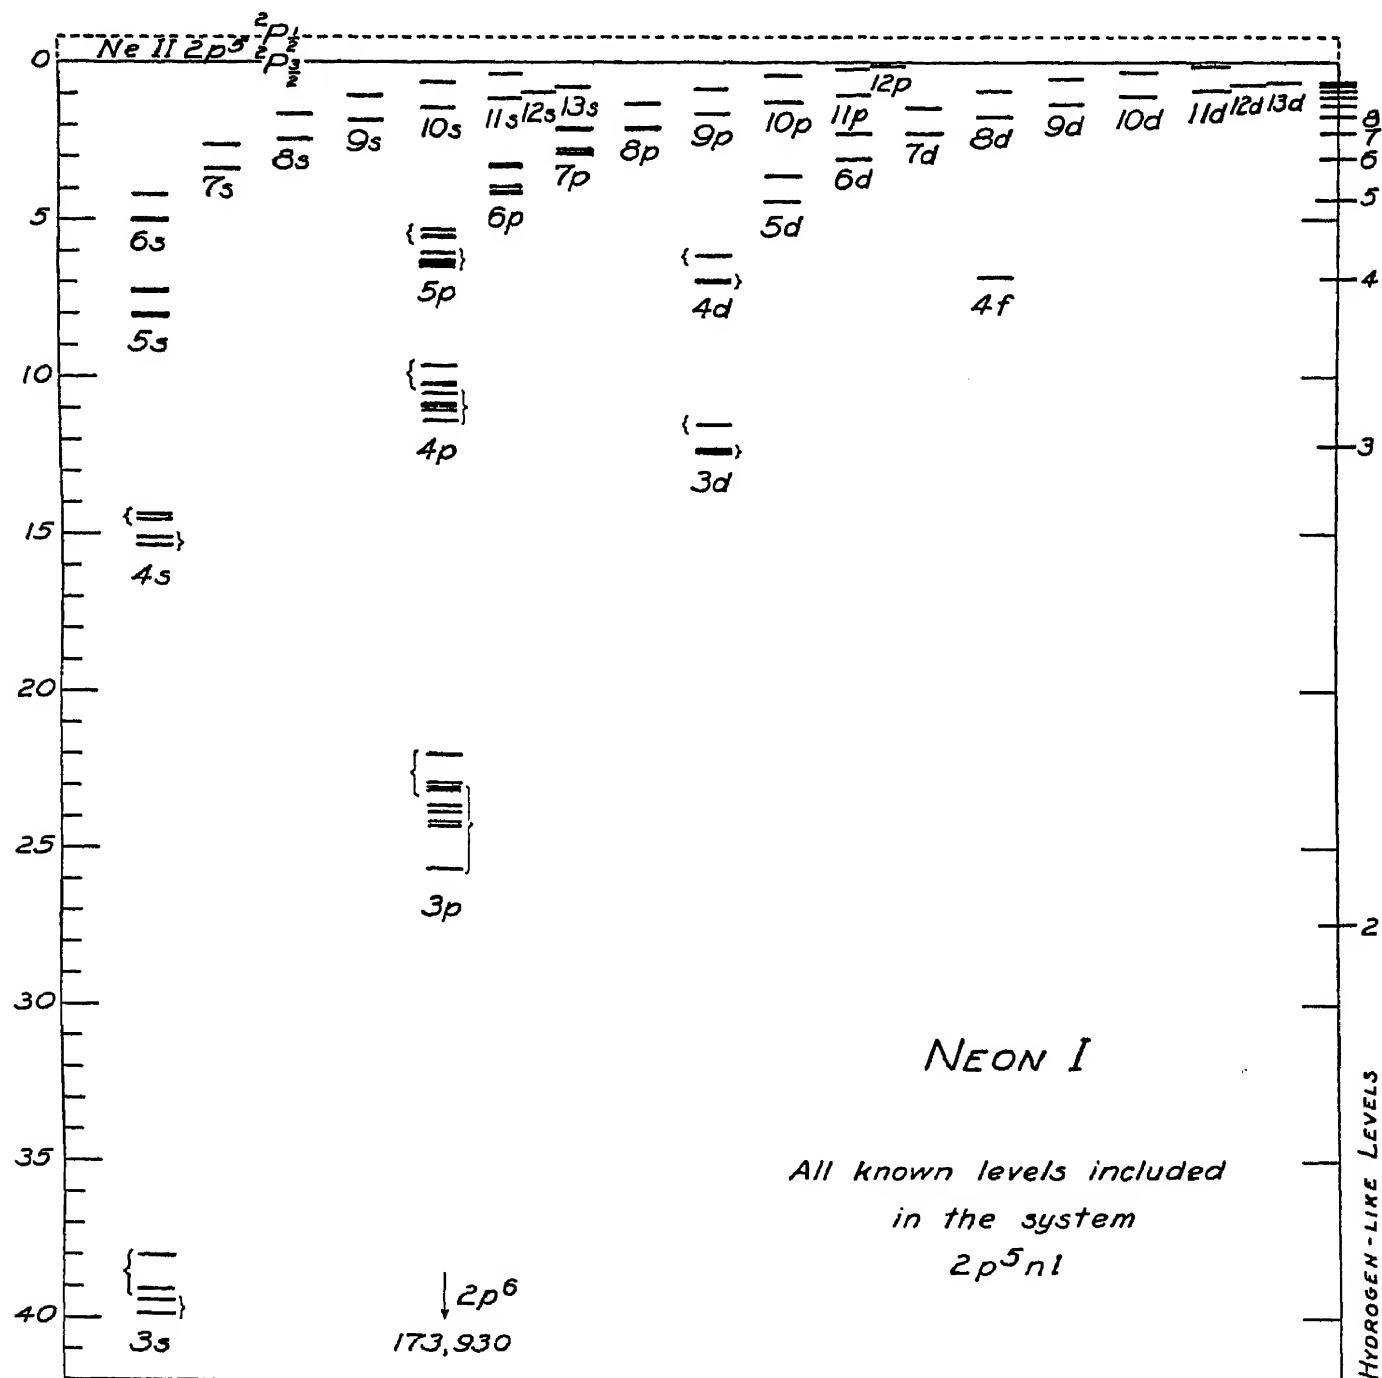 Ne II 2p⁵ ²P½
²P3/2
0
5
10
15
20
25
30
35
40
12p
11s 12s 13s
10s
9s
8s
7s
6s
5s
4s
3s
8p
9p
10p
11p
7p
6p
5p
4p
3p
7d
8d
9d
10d
11d 12d 13d
6d
5d
4d
3d
4f
8
7
6
5
4
3
2
NEON I
All known levels included
in the system
2p⁵nl
2p⁶
173,930
HYDROGEN-LIKE LEVELS